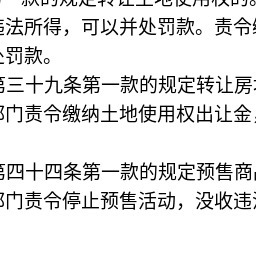 一款的规定转让土地使用权的。
违法所得，可以并处罚款。责令
处罚款。
第三十九条第一款的规定转让房
部门责令缴纳土地使用权出让金，
第四十四条第一款的规定预售商
部门责令停止预售活动，没收违